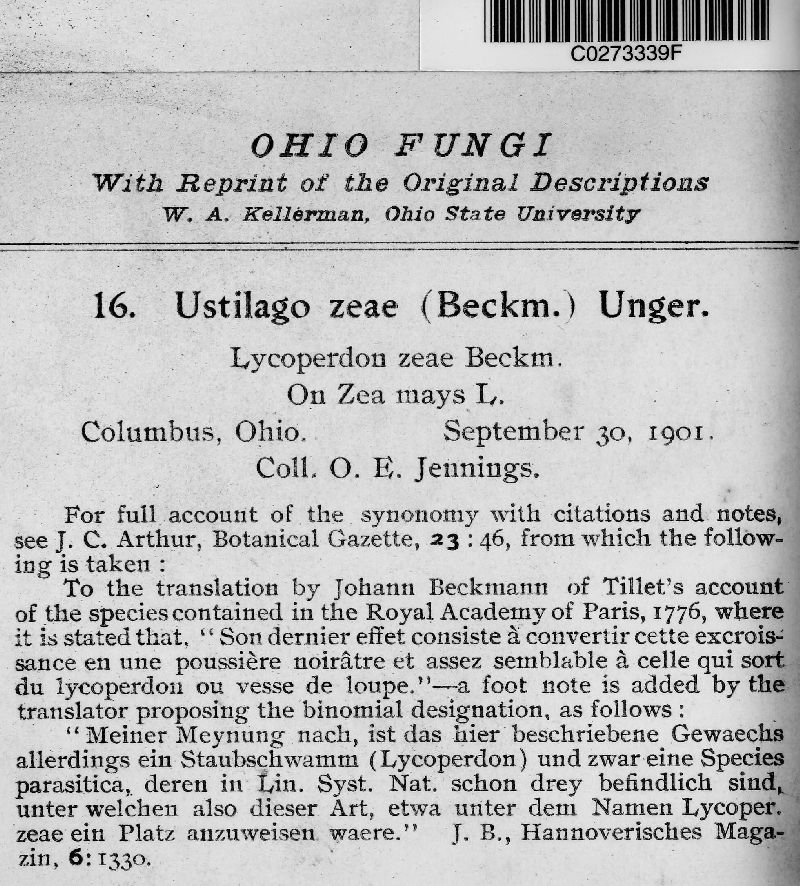 C0273339F
OHIO FUNGI
With Reprint of the Original Descriptions
W. A. Kellerman, Ohio State University
16. Ustilago zeae (Beckm.) Unger.
Lycoperdon zeae Beckm.
On Zea mays L.
Columbus, Ohio. September 30, 1901.
Coll. O. E. Jennings.
For full account of the synonomy with citations and notes,
see J. C. Arthur, Botanical Gazette, 23 : 46, from which the follow-
ing is taken :
To the translation by Johann Beckmann of Tillet's account
of the species contained in the Royal Academy of Paris, 1776, where
it is stated that, “ Son dernier effet consiste à convertir cette excrois-
sance en une poussière noirâtre et assez semblable à celle qui sort
du lycoperdon ou vesse de loupe.”—a foot note is added by the
translator proposing the binomial designation, as follows :
“ Meiner Meynung nach, ist das hier beschriebene Gewaechs
allerdings ein Staubschwamm (Lycoperdon) und zwar eine Species
parasitica, deren in Lin. Syst. Nat. schon drey befindlich sind,
unter welchen also dieser Art, etwa unter dem Namen Lycoper.
zeae ein Platz anzuweisen waere.” J. B., Hannoverisches Maga-
zin, 6: 1330.